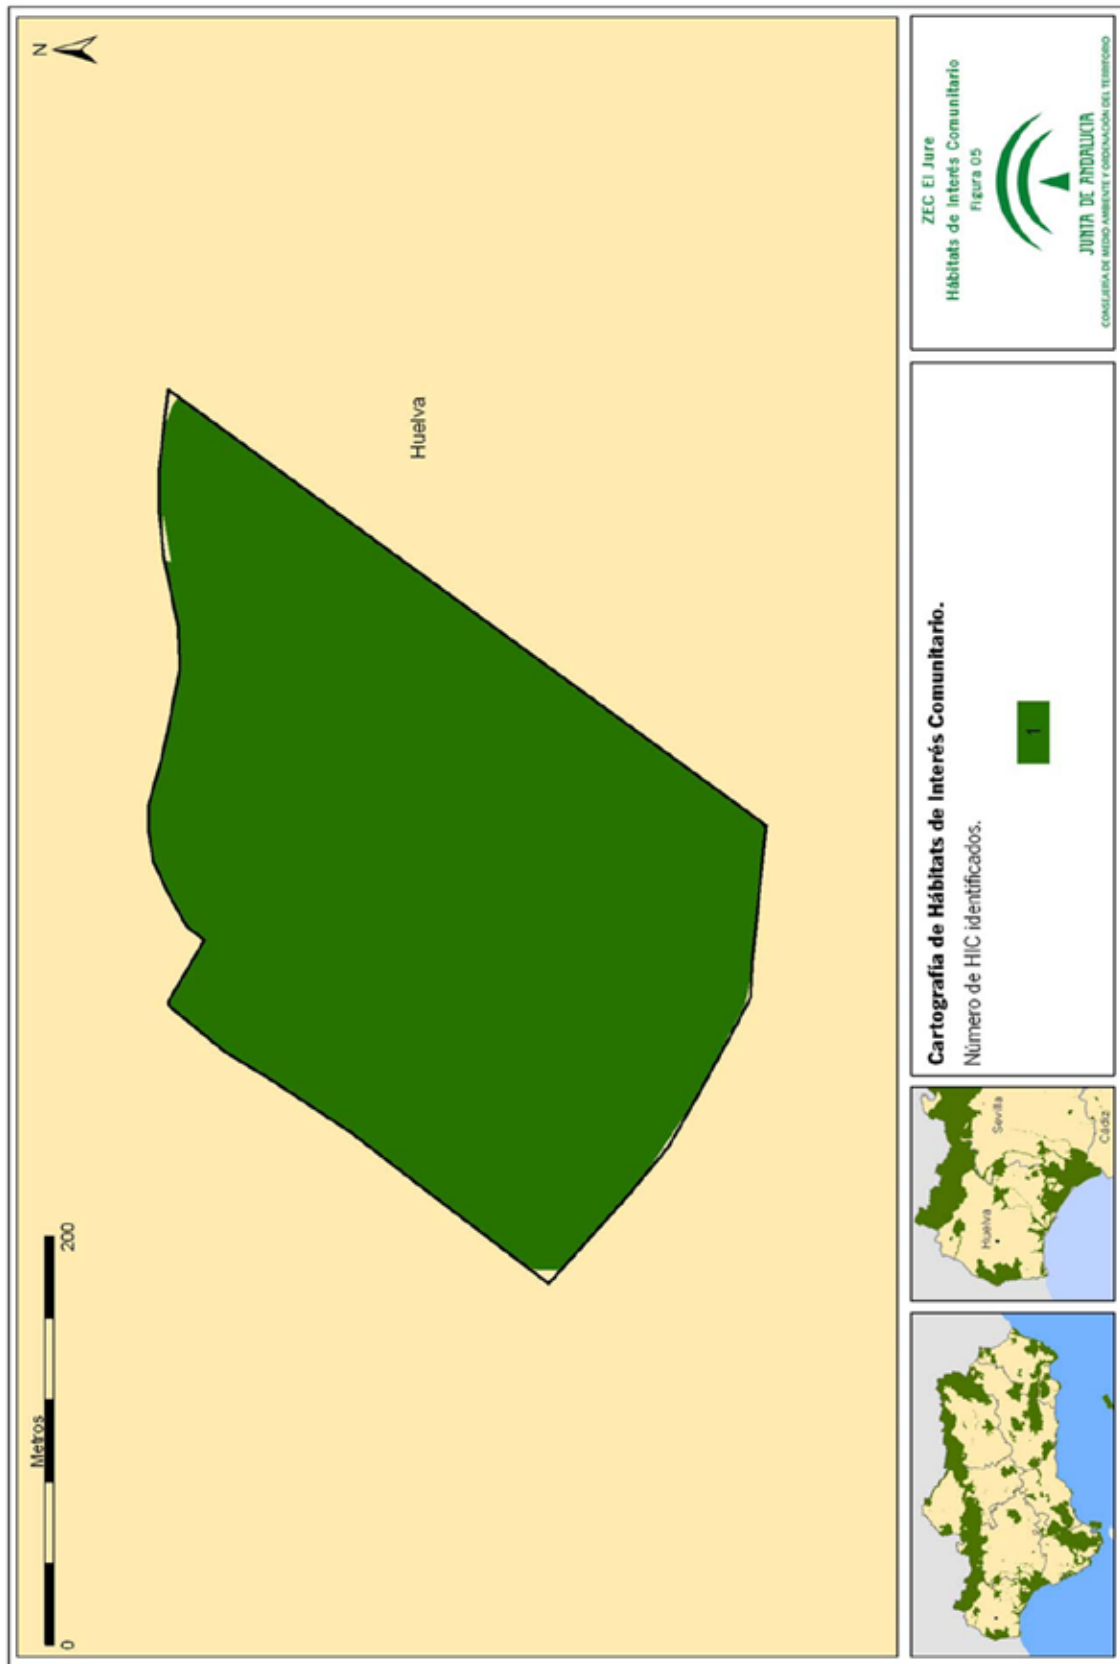 N
Metros
0
200
Huelva
Huelva
Sevilla
Cádiz
Cartografía de Hábitats de Interés Comunitario.
Número de HIC identificados.
1
ZEC El Jure
Hábitats de Interés Comunitario
Figura 05
JUNTA DE ANDALUCIA
CONSEJERIA DE MEDIO AMBIENTE Y ORDENACIÓN DEL TERRITORIO